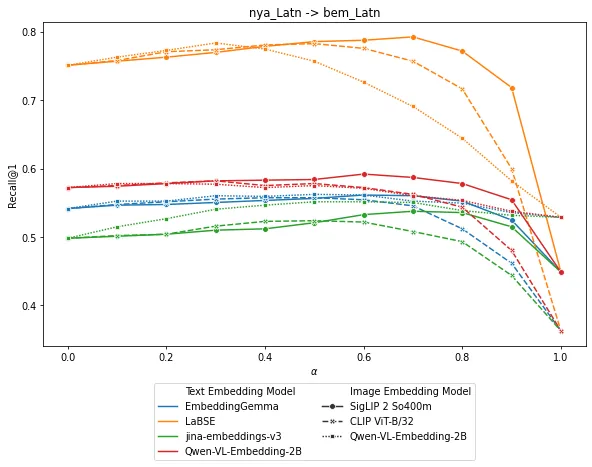 nya_Latn -> bem_Latn
Recall@1
0.8
0.7
0.6
0.5
0.4
0.0 0.2 0.4 0.6 0.8 1.0
α
Text Embedding Model Image Embedding Model
EmbeddingGemma SigLIP 2 So400m
LaBSE CLIP ViT-B/32
jina-embeddings-v3 Qwen-VL-Embedding-2B
Qwen-VL-Embedding-2B